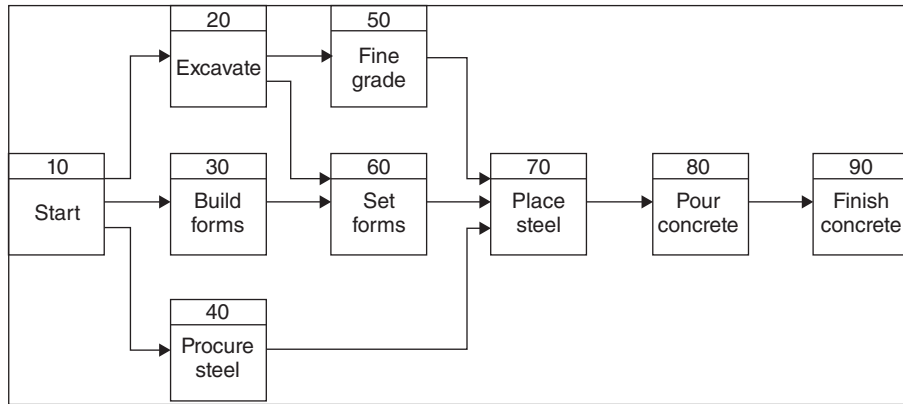 20
Excavate
50
Fine
grade
10
Start
30
Build
forms
60
Set
forms
70
Place
steel
80
Pour
concrete
90
Finish
concrete
40
Procure
steel